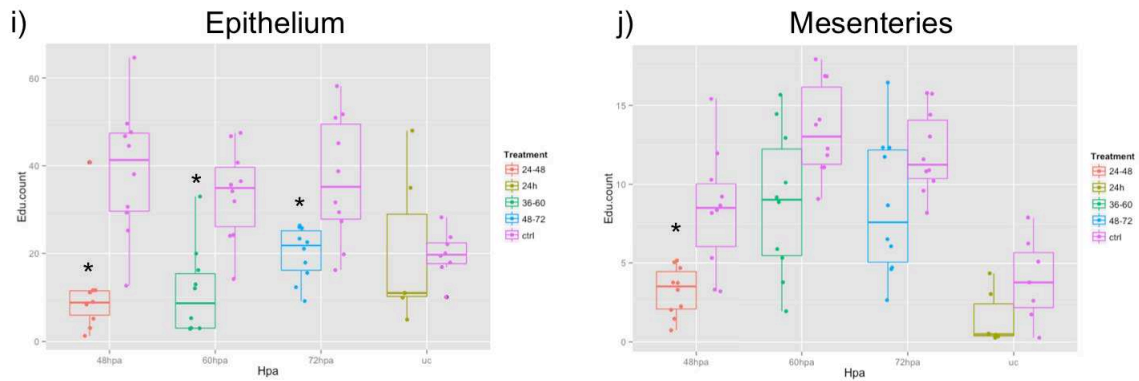 i) Epithelium
Edu.count
60
40
20
0
*
*
*
48hpa 60hpa 72hpa uc
Hpa
Treatment
24-48
24h
36-60
48-72
ctrl
j) Mesenteries
Edu.count
15
10
5
0
*
48hpa 60hpa 72hpa uc
Hpa
Treatment
24-48
24h
36-60
48-72
ctrl